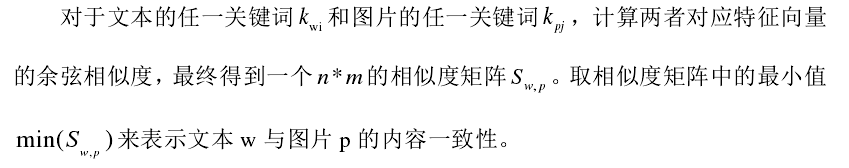 对于文本的任一关键词 k_wi 和图片的任一关键词 k_pj，计算两者对应特征向量
的余弦相似度，最终得到一个 n*m 的相似度矩阵 S_w,p。取相似度矩阵中的最小值
min(S_w,p)来表示文本 w 与图片 p 的内容一致性。